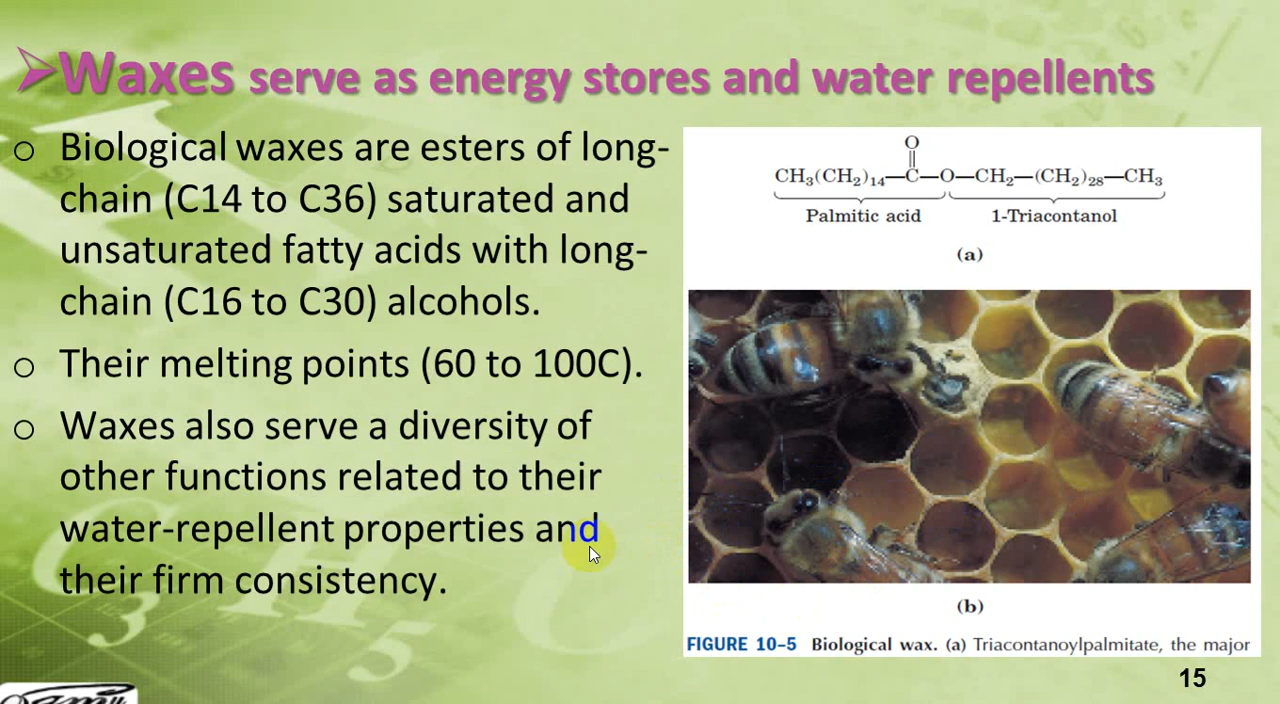 Waxes serve as energy stores and water repellents
o Biological waxes are esters of long-
chain (C14 to C36) saturated and
unsaturated fatty acids with long-
chain (C16 to C30) alcohols.
o Their melting points (60 to 100C).
o Waxes also serve a diversity of
other functions related to their
water-repellent properties and
their firm consistency.
O
CH₃(CH₂)₁₄—C—O—CH₂—(CH₂)₂₈—CH₃
Palmitic acid 1-Triacontanol
(a)
(b)
FIGURE 10–5 Biological wax. (a) Triacontanoylpalmitate, the major
15